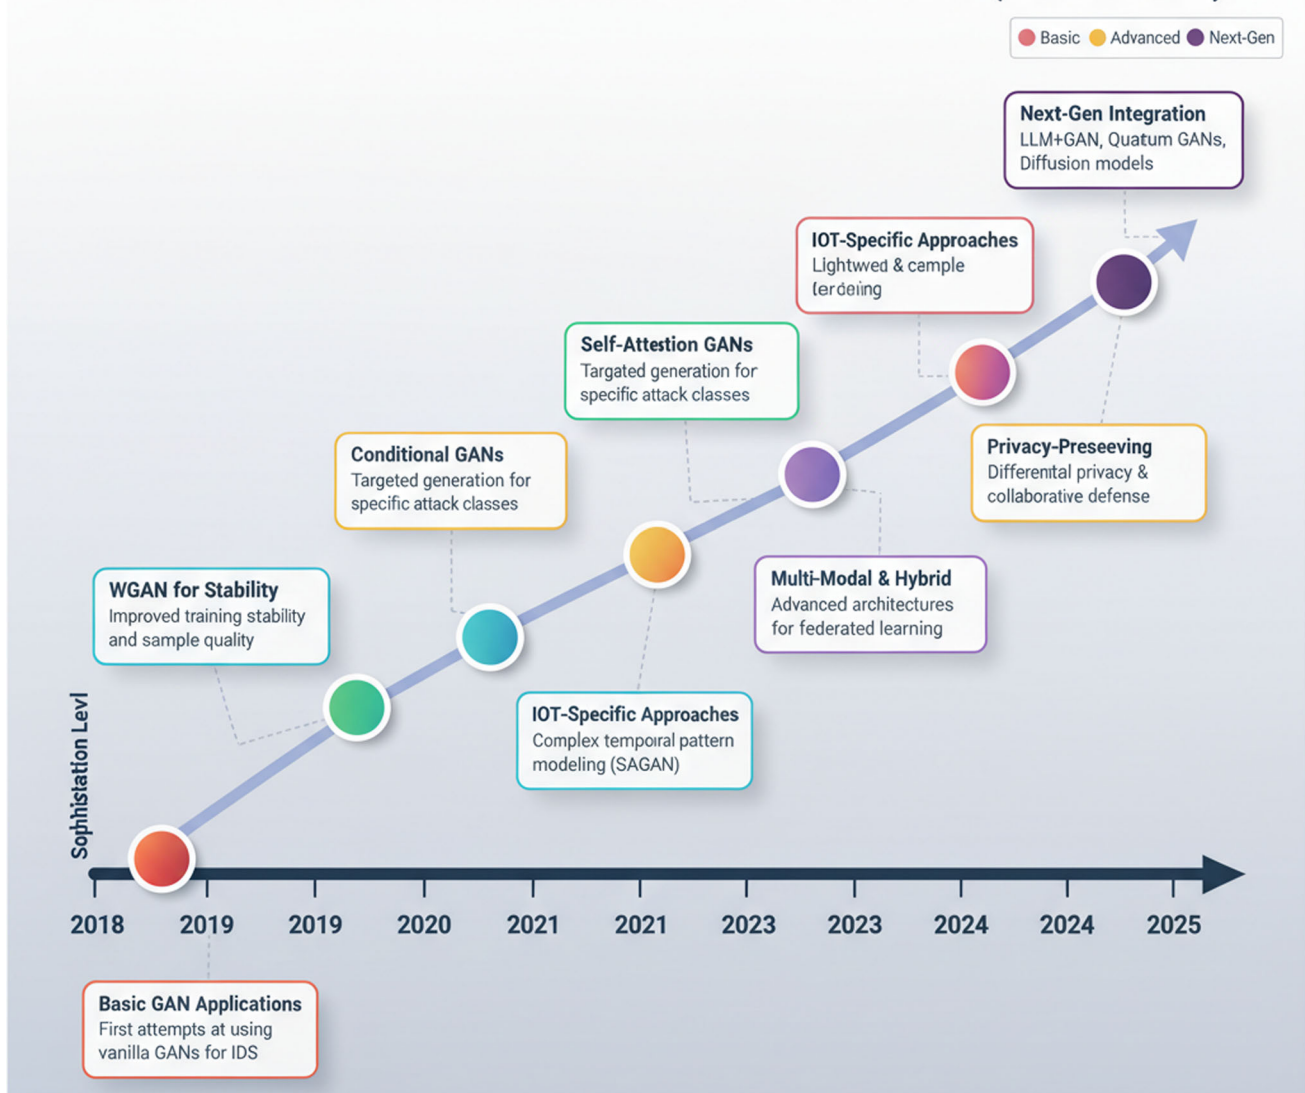 Basic Advanced Next-Gen
Next-Gen Integration
LLM+GAN, Quatum GANs,
Diffusion models
IOT-Specific Approaches
Lightwed & cample
Self-Attestion GANs
Targated generation for
specific attack classes
Conditional GANs
Targeted generation for
specific attack classes
Privacy-Preseeving
Differental privacy &
collaborative defense
WGAN for Stability
Improved training stability
and sample quality
Multi-Modal & Hybrid
Advanced architectures
for federated learning
IOT-Specific Approaches
Complex temporal pattern
modeling (SAGAN)
Sophistation Levl
2018 2019 2019 2020 2021 2021 2023 2023 2024 2024 2025
Basic GAN Applications
First attempts at using
vanilla GANs for IDS